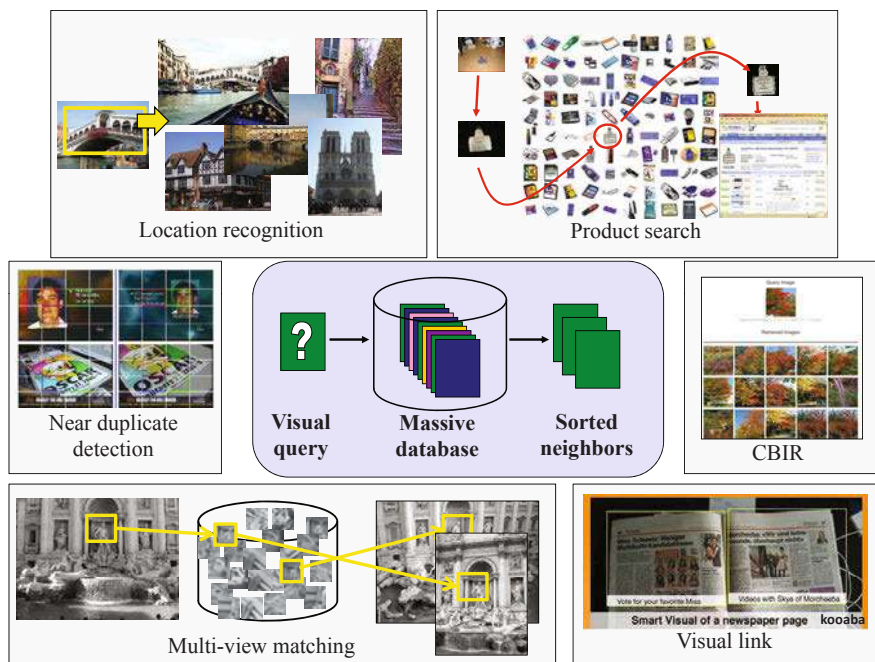 Location recognition
Product search
Near duplicate
detection
?
Visual
query
Massive
database
Sorted
neighbors
Query Image
Retrieved Images
CBIR
OSCAR
OSCAR
Multi-view matching
Vote for your favorite Miss
Videos with Skye of Morcheeba
Smart Visual of a newspaper page
kooaba
Visual link